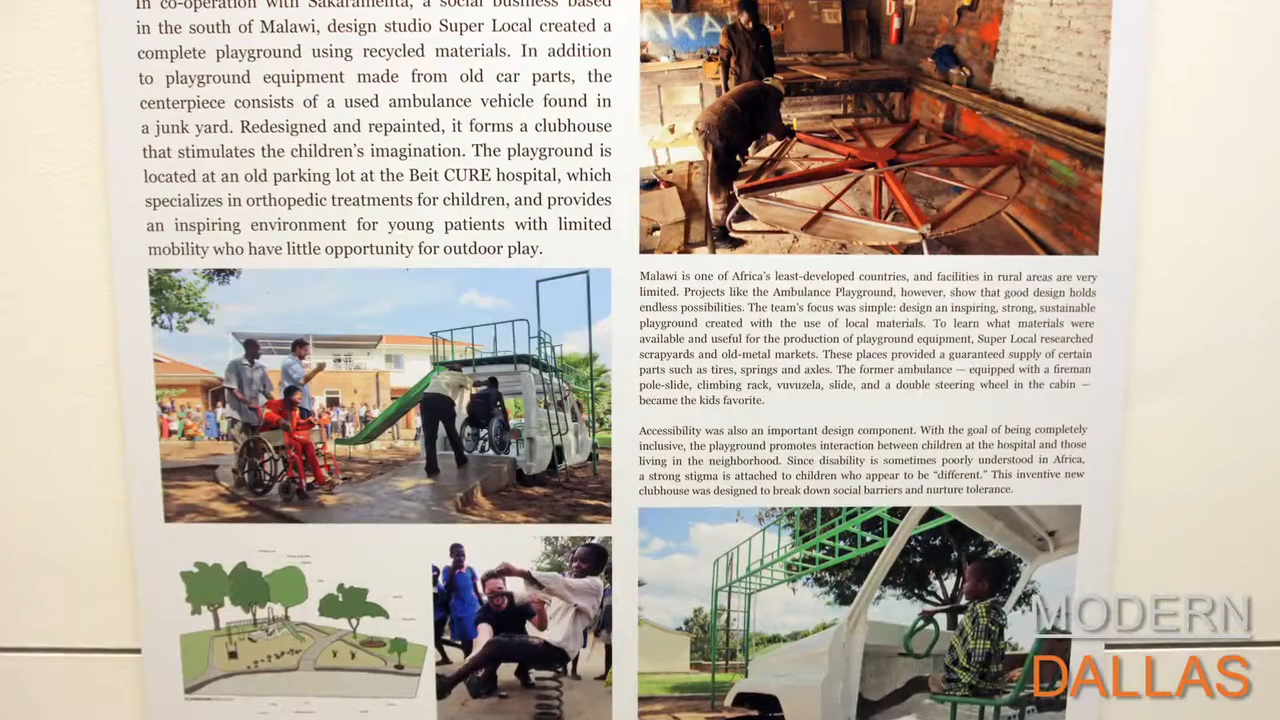 In co-operation with Sakaramenta, a social business based
in the south of Malawi, design studio Super Local created a
complete playground using recycled materials. In addition
to playground equipment made from old car parts, the
centerpiece consists of a used ambulance vehicle found in
a junk yard. Redesigned and repainted, it forms a clubhouse
that stimulates the children's imagination. The playground is
located at an old parking lot at the Beit CURE hospital, which
specializes in orthopedic treatments for children, and provides
an inspiring environment for young patients with limited
mobility who have little opportunity for outdoor play.
AKA
Malawi is one of Africa's least-developed countries, and facilities in rural areas are very
limited. Projects like the Ambulance Playground, however, show that good design holds
endless possibilities. The team's focus was simple: design an inspiring, strong, sustainable
playground created with the use of local materials. To learn what materials were
available and useful for the production of playground equipment, Super Local researched
scrapyards and old-metal markets. These places provided a guaranteed supply of certain
parts such as tires, springs and axles. The former ambulance — equipped with a fireman
pole-slide, climbing rack, vuvuzela, slide, and a double steering wheel in the cabin —
became the kids favorite.
Accessibility was also an important design component. With the goal of being completely
inclusive, the playground promotes interaction between children at the hospital and those
living in the neighborhood. Since disability is sometimes poorly understood in Africa,
a strong stigma is attached to children who appear to be "different." This inventive new
clubhouse was designed to break down social barriers and nurture tolerance.
MODERN
DALLAS